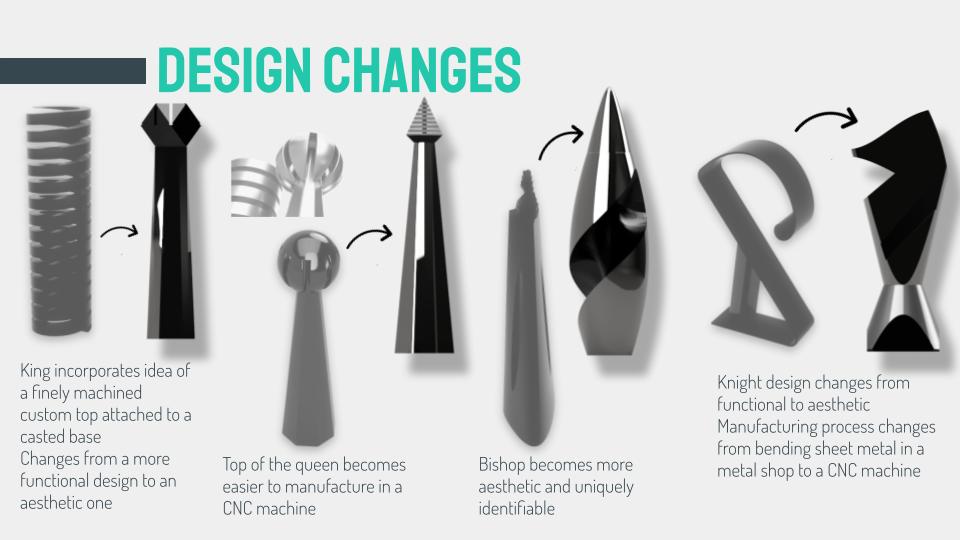 DESIGN CHANGES
King incorporates idea of
a finely machined
custom top attached to a
casted base
Changes from a more
functional design to an
aesthetic one
Top of the queen becomes
easier to manufacture in a
CNC machine
Bishop becomes more
aesthetic and uniquely
identifiable
Knight design changes from
functional to aesthetic
Manufacturing process changes
from bending sheet metal in a
metal shop to a CNC machine